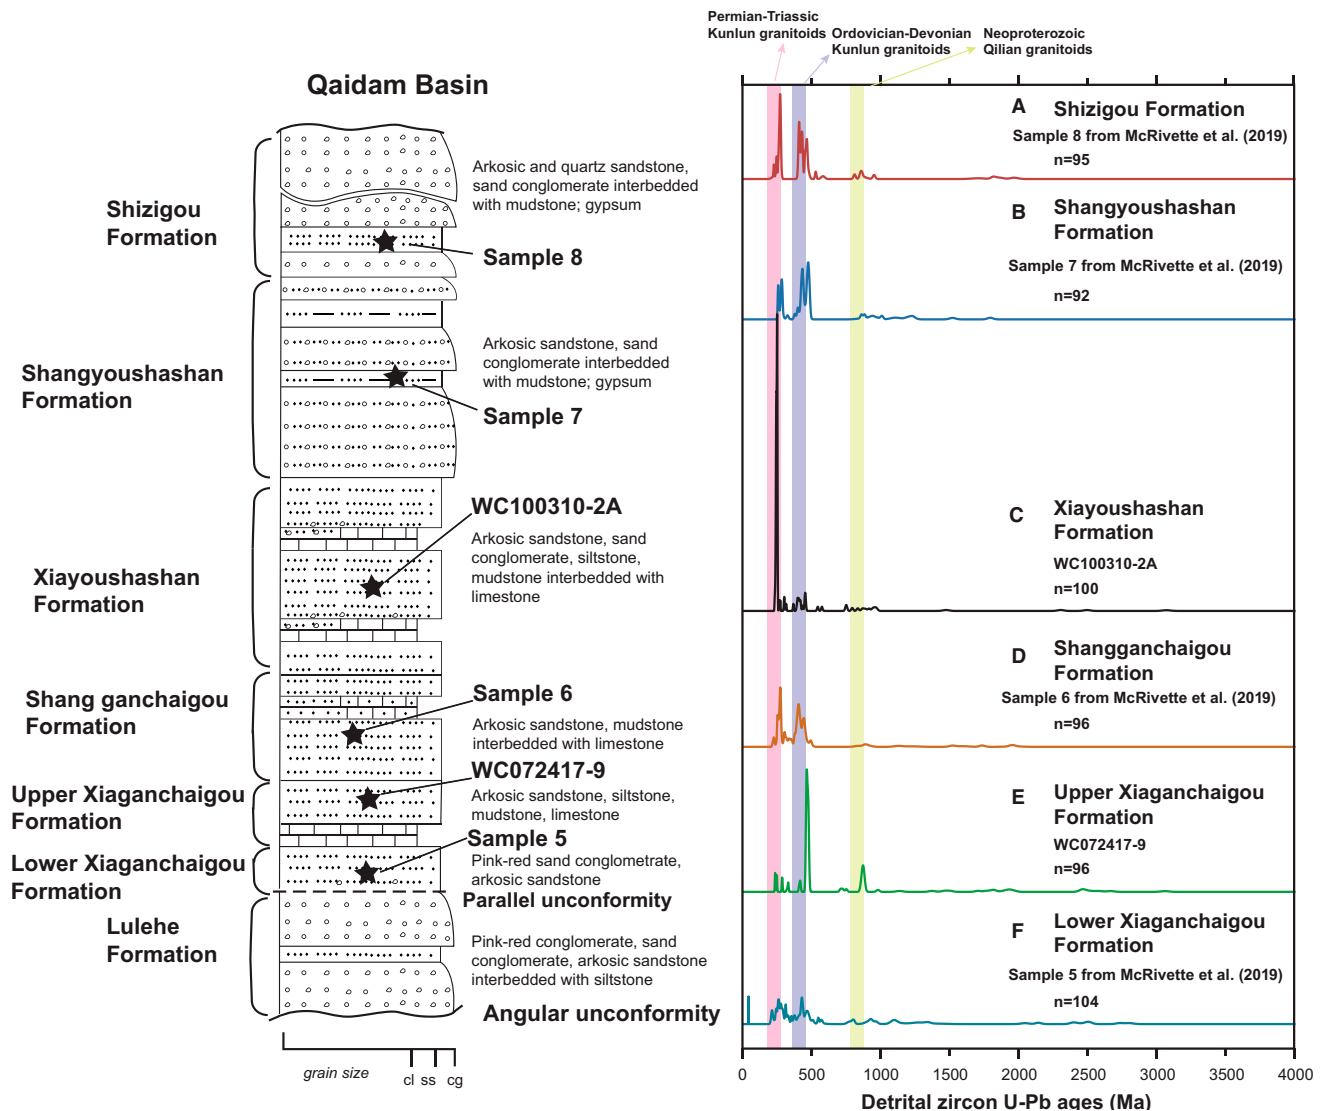 Permian-Triassic
Kunlun granitoids
Ordovician-Devonian
Kunlun granitoids
Neoproterozoic
Qilian granitoids
Qaidam Basin
Shizigou
Formation
Arkosic and quartz sandstone,
sand conglomerate interbedded
with mudstone; gypsum
Sample 8
Shangyoushashan
Formation
Arkosic sandstone, sand
conglomerate interbedded
with mudstone; gypsum
Sample 7
Xiayoushashan
Formation
WC100310-2A
Arkosic sandstone, sand
conglomerate, siltstone,
mudstone interbedded with
limestone
Shang ganchaigou
Formation
Sample 6
Arkosic sandstone, mudstone
interbedded with limestone
Upper Xiaganchaigou
Formation
WC072417-9
Arkosic sandstone, siltstone,
mudstone, limestone
Lower Xiaganchaigou
Formation
Sample 5
Pink-red sand conglometrate,
arkosic sandstone
Parallel unconformity
Lulehe
Formation
Pink-red conglomerate, sand
conglomerate, arkosic sandstone
interbedded with siltstone
Angular unconformity
grain size
cl ss cg
A Shizigou Formation
Sample 8 from McRivette et al. (2019)
n=95
B Shangyoushashan
Formation
Sample 7 from McRivette et al. (2019)
n=92
C Xiayoushashan
Formation
WC100310-2A
n=100
D Shangganchaigou
Formation
Sample 6 from McRivette et al. (2019)
n=96
E Upper Xiaganchaigou
Formation
WC072417-9
n=96
F Lower Xiaganchaigou
Formation
Sample 5 from McRivette et al. (2019)
n=104
0 500 1000 1500 2000 2500 3000 3500 4000
Detrital zircon U-Pb ages (Ma)